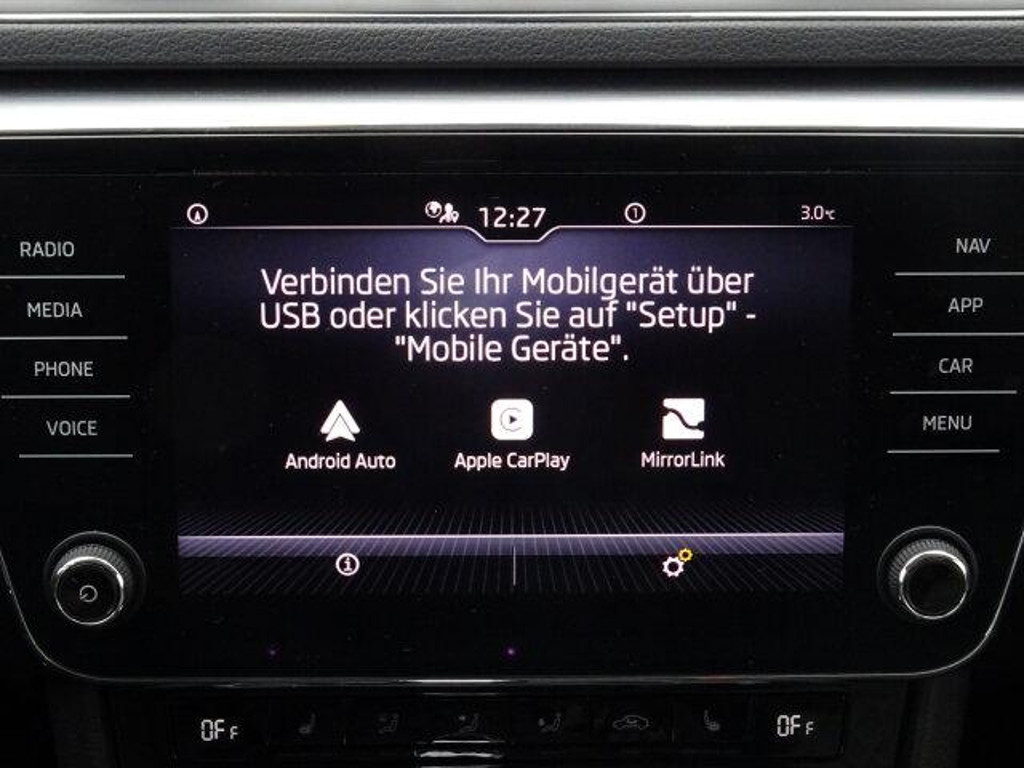 12:27
1
3.0°C
RADIO
MEDIA
PHONE
VOICE
Verbinden Sie Ihr Mobilgerät über
USB oder klicken Sie auf "Setup" -
"Mobile Geräte".
Android Auto
Apple CarPlay
MirrorLink
NAV
APP
CAR
MENU
OFF
OFF